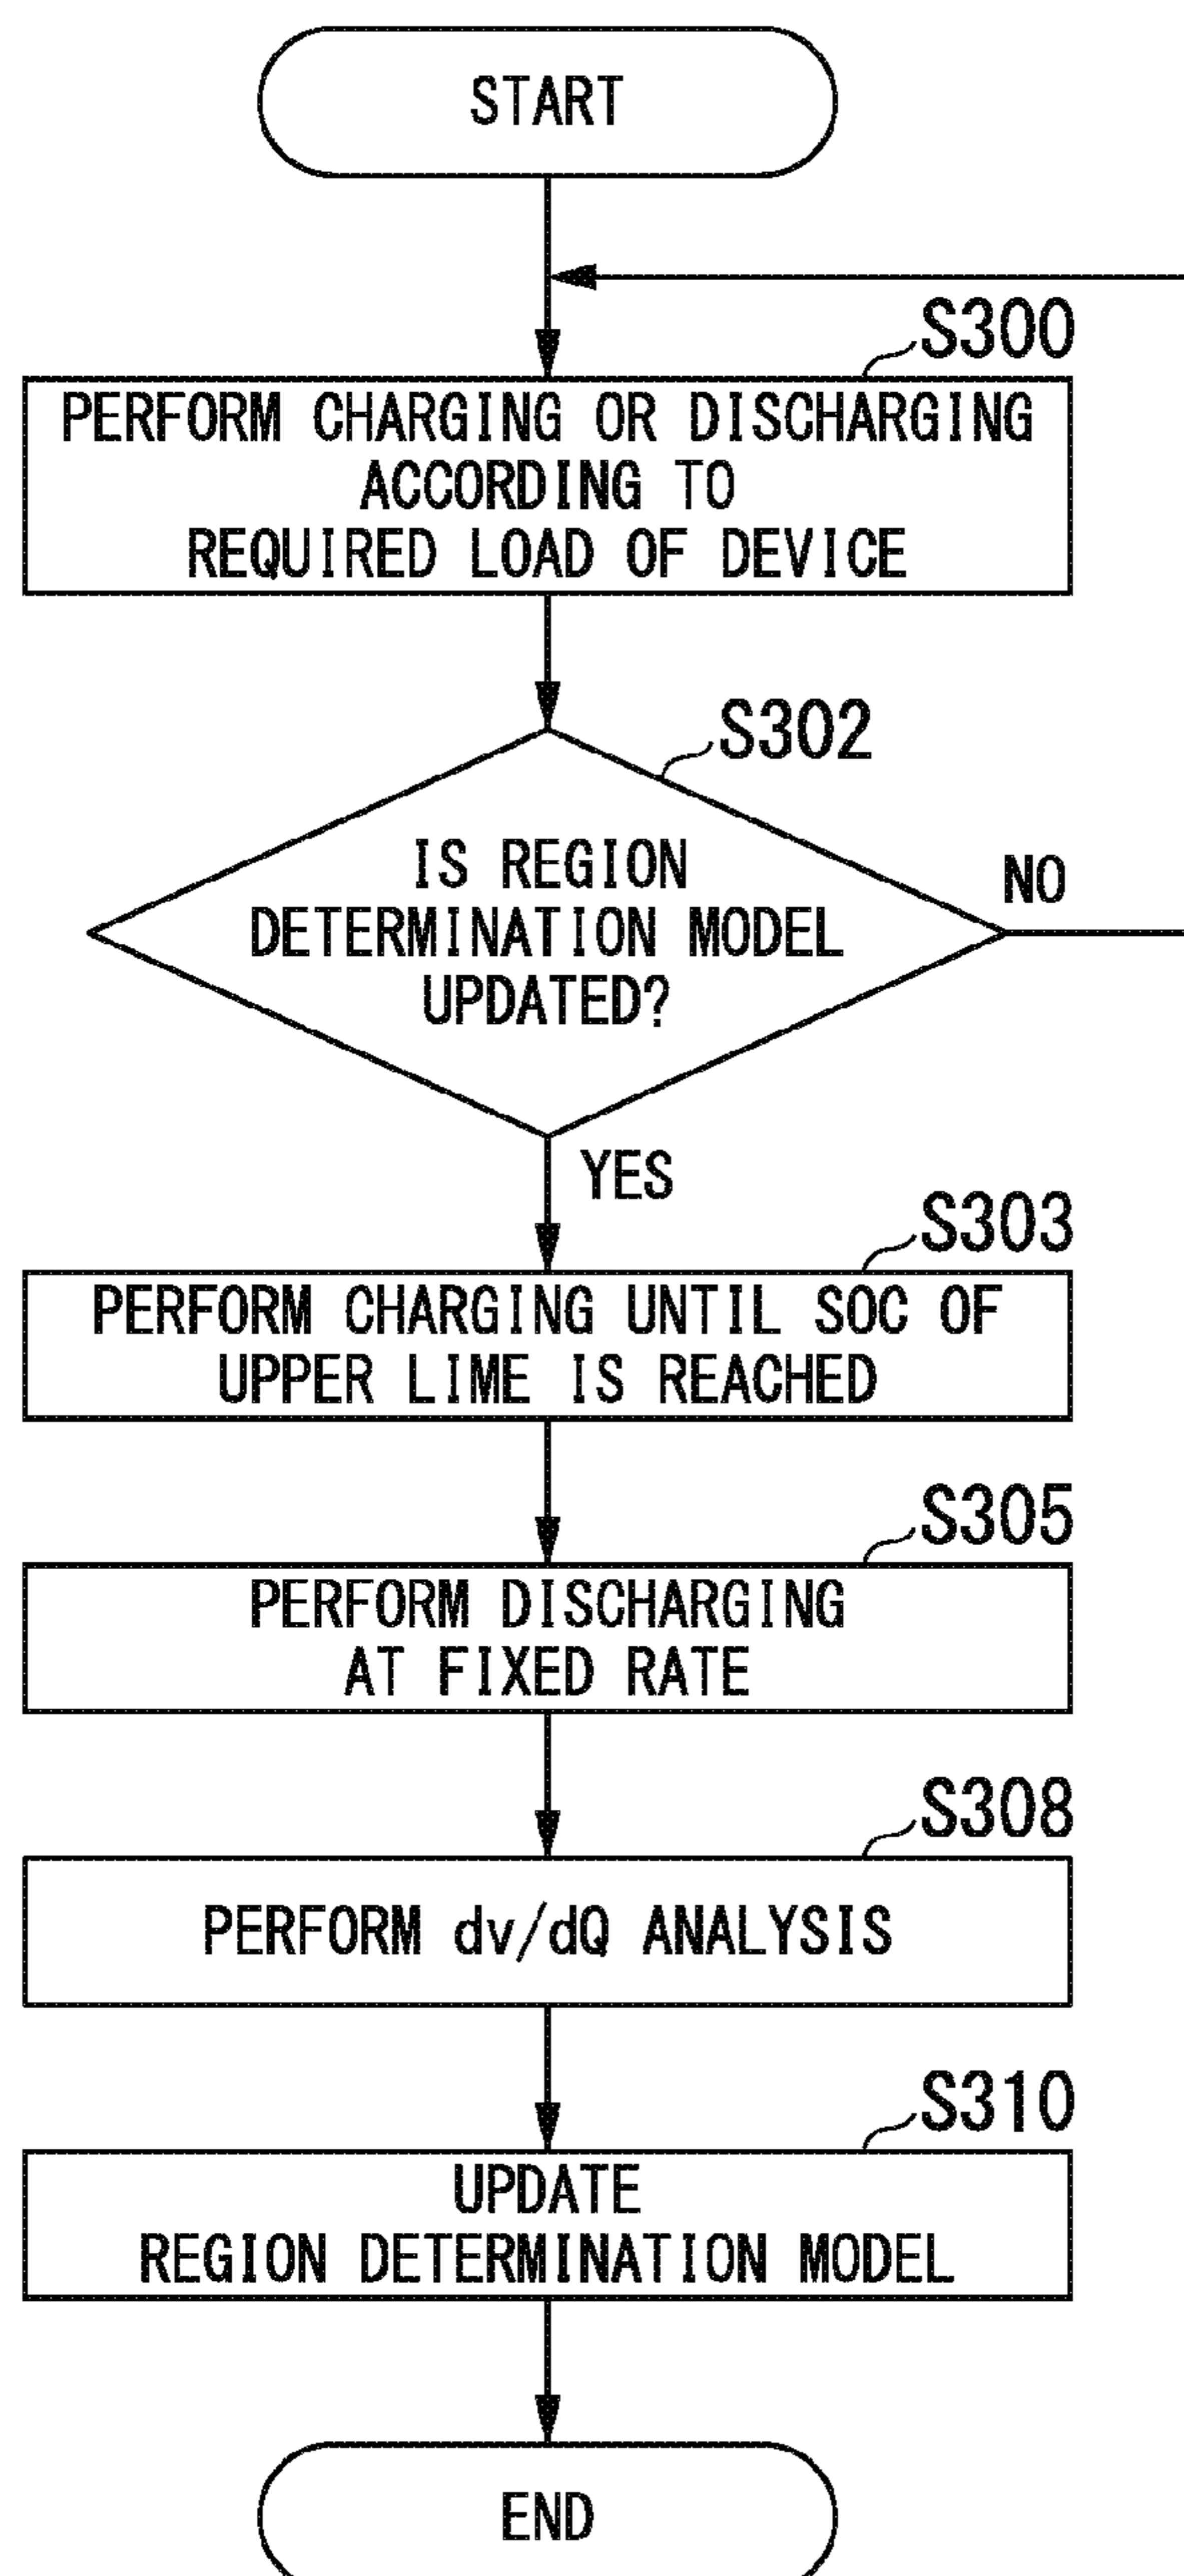 START
S300
PERFORM CHARGING OR DISCHARGING
ACCORDING TO
REQUIRED LOAD OF DEVICE
S302
IS REGION
DETERMINATION MODEL
UPDATED?
NO
YES
S303
PERFORM CHARGING UNTIL SOC OF
UPPER LIME IS REACHED
S305
PERFORM DISCHARGING
AT FIXED RATE
S308
PERFORM dv/dQ ANALYSIS
S310
UPDATE
REGION DETERMINATION MODEL
END